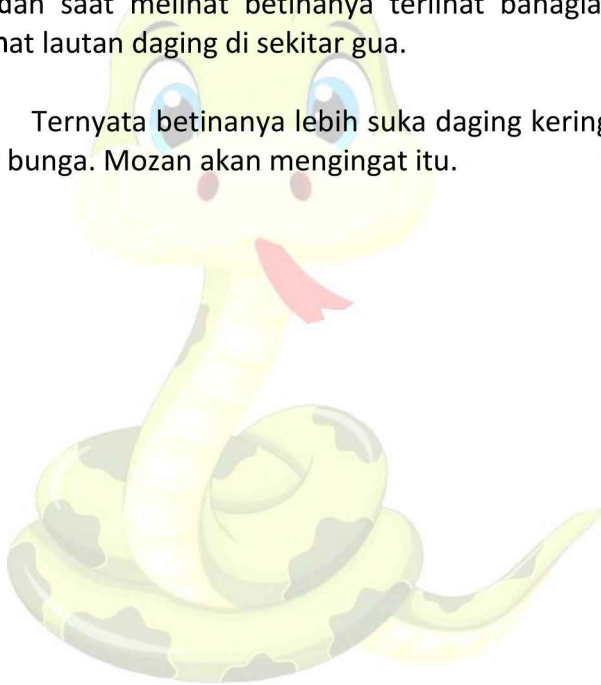 dan saat melihat betinanya terlihat bahagia
hat lautan daging di sekitar gua.
Ternyata betinanya lebih suka daging kering
bunga. Mozan akan mengingat itu.